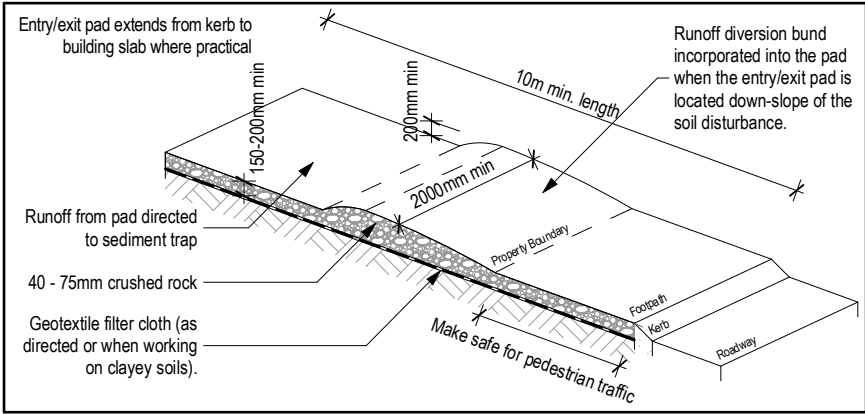 Entry/exit pad extends from kerb to
building slab where practical
150-200mm min
200mm
10m min. length
Runoff diversion bund
incorporated into the pad
when the entry/exit pad is
located down-slope of the
soil disturbance.
2000mm min
Runoff from pad directed
to sediment trap
40 - 75mm crushed rock
Geotextile filter cloth (as
directed or when working
on clayey soils).
Property Boundary
Footpath
Kerb
Roadway
Make safe for pedestrian traffic